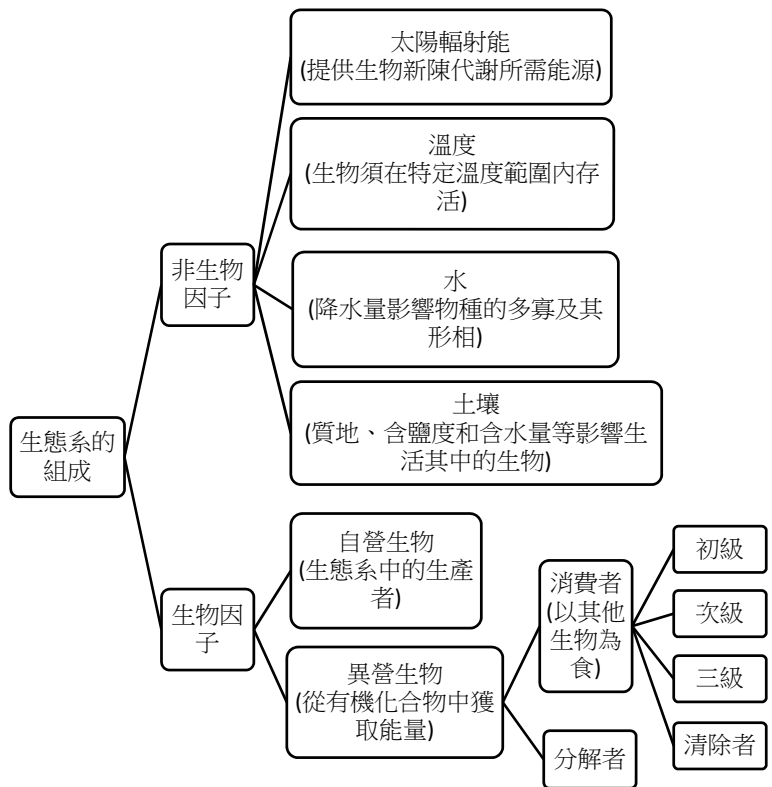 生態系的
組成
非生物
因子
太陽輻射能
(提供生物新陳代謝所需能源)
溫度
(生物須在特定溫度範圍內存
活)
水
(降水量影響物種的多寡及其
形相)
土壤
(質地、含鹽度和含水量等影響生
活其中的生物)
生物因
子
自營生物
(生態系中的生產
者)
異營生物
(從有機化合物中獲
取能量)
消費者
(以其他
生物為
食)
初級
次級
三級
清除者
分解者